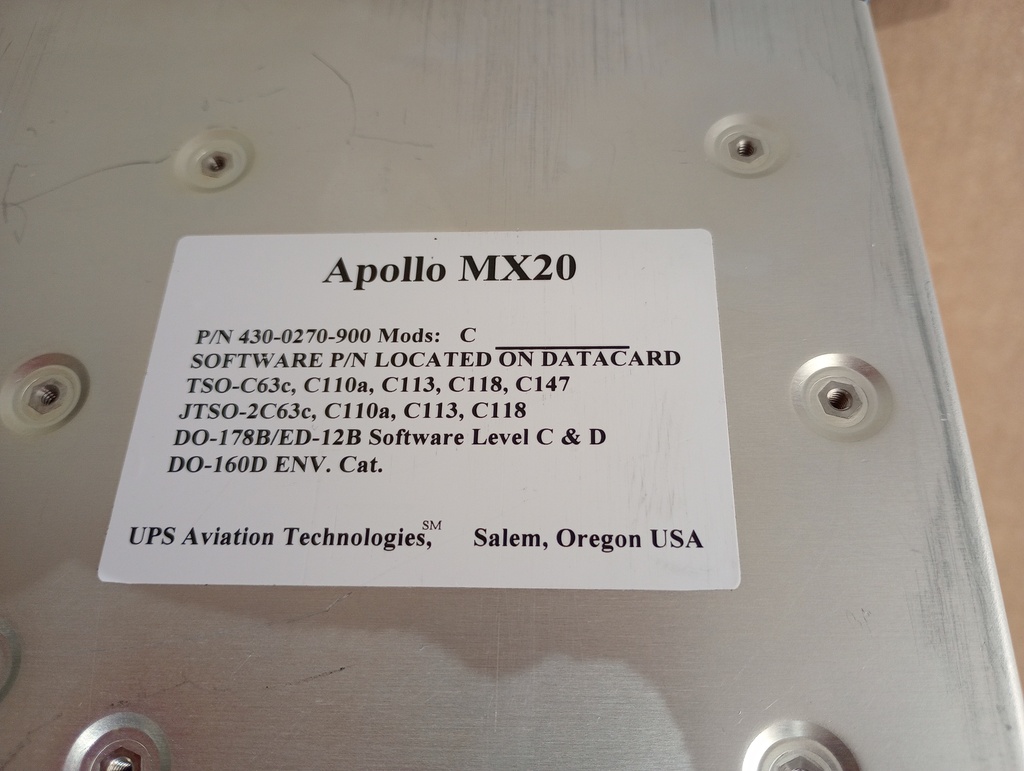 Apollo MX20
P/N 430-0270-900 Mods: C
SOFTWARE P/N LOCATED ON DATACARD
TSO-C63c, C110a, C113, C118, C147
JTSO-2C63c, C110a, C113, C118
DO-178B/ED-12B Software Level C & D
DO-160D ENV. Cat.
UPS Aviation Technologies,℠ Salem, Oregon USA